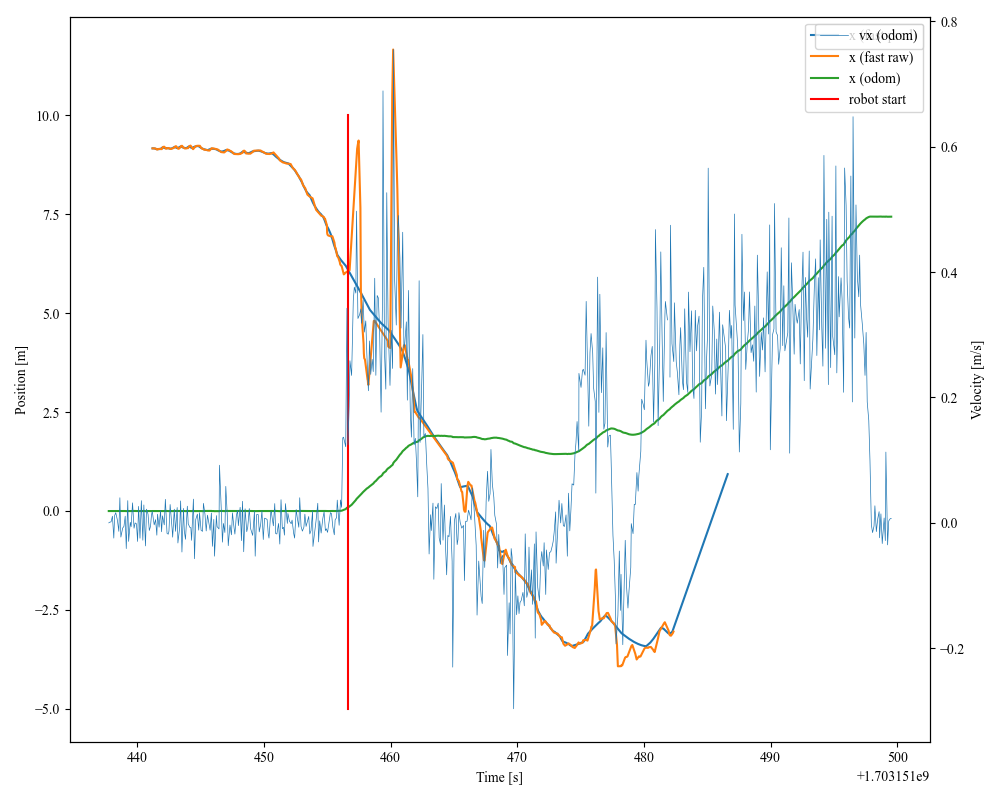 vx (odom)
x (fast raw)
x (odom)
robot start
10.0
7.5
5.0
2.5
0.0
−2.5
−5.0
Position [m]
0.8
0.6
0.4
0.2
0.0
−0.2
Velocity [m/s]
440
450
460
470
480
490
500
Time [s]
+1.703151e9